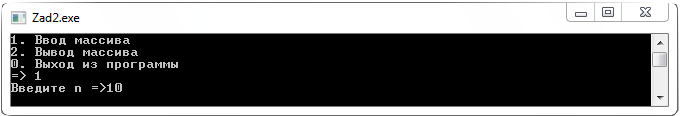 Zad2.exe
1. Ввод массива
2. Вывод массива
0. Выход из программы
=> 1
Введите n =>10